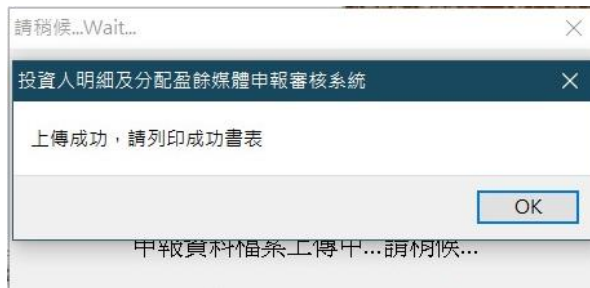 請稍候...Wait...
投資人明細及分配盈餘媒體申報審核系統
上傳成功，請列印成功書表
OK
申報資料檔案上傳中...請稍候...